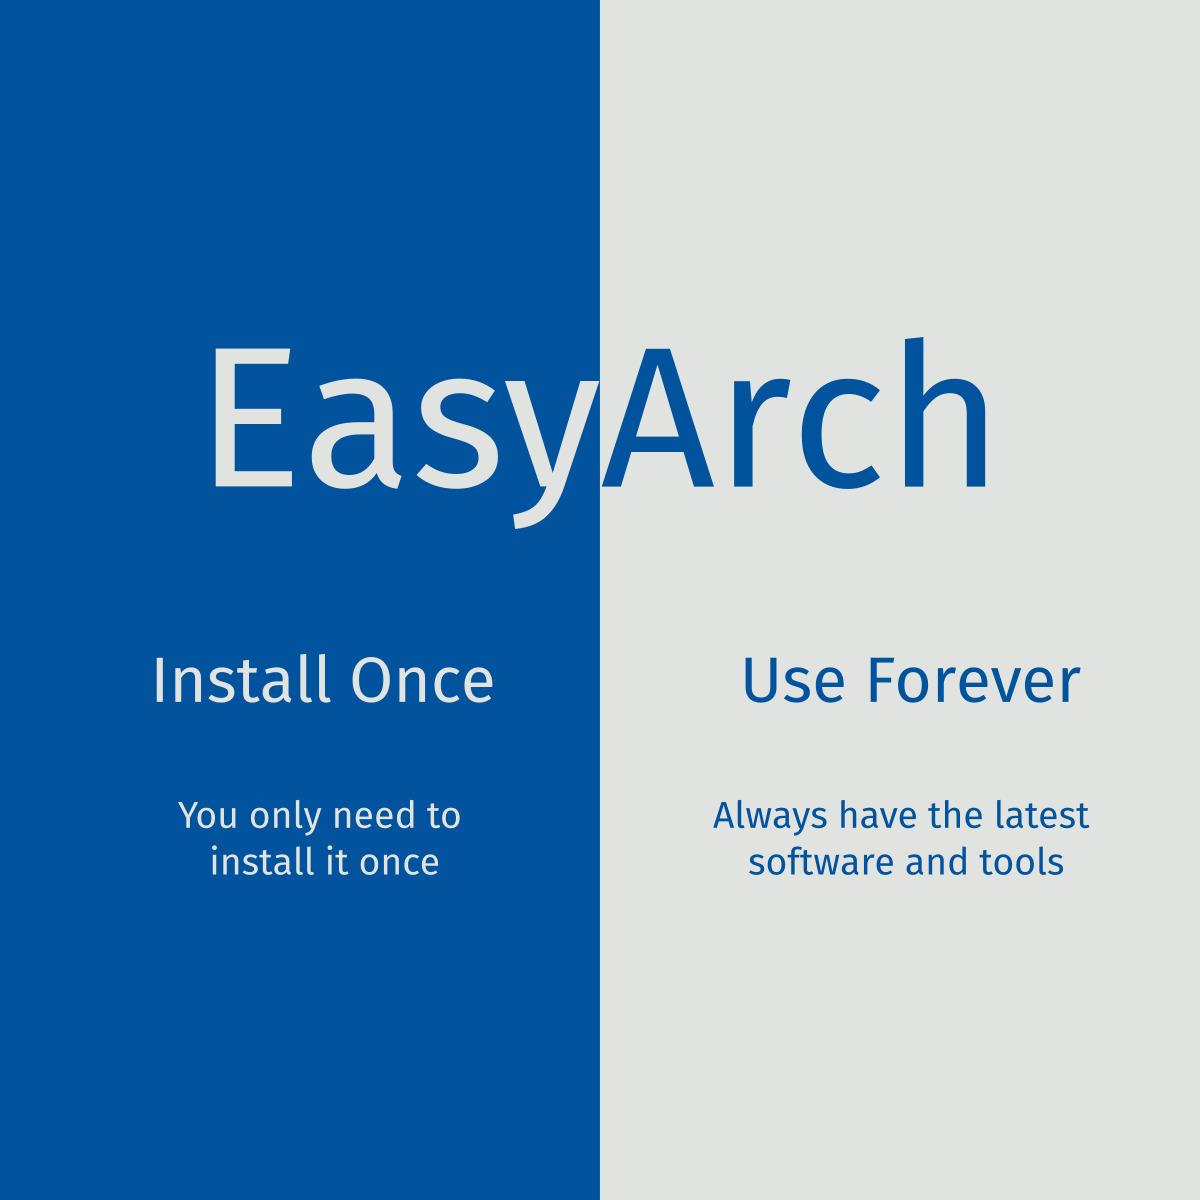 EasyArch
Install Once
You only need to
install it once
Use Forever
Always have the latest
software and tools